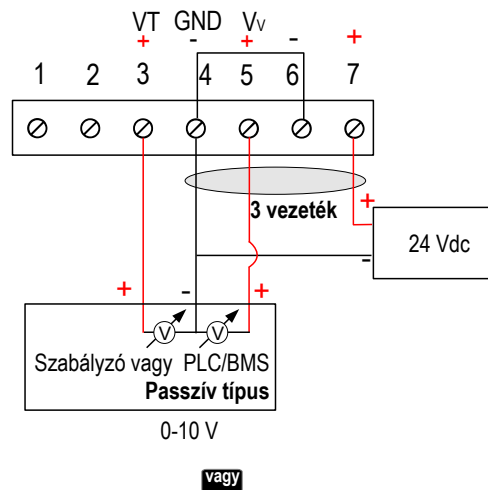 VT GND Vv
+ - + - +
1 2 3 4 5 6 7
3 vezeték
+
24 Vdc
-
+ - +
V V
Szabályzó vagy PLC/BMS
Passzív típus
0-10 V
vagy